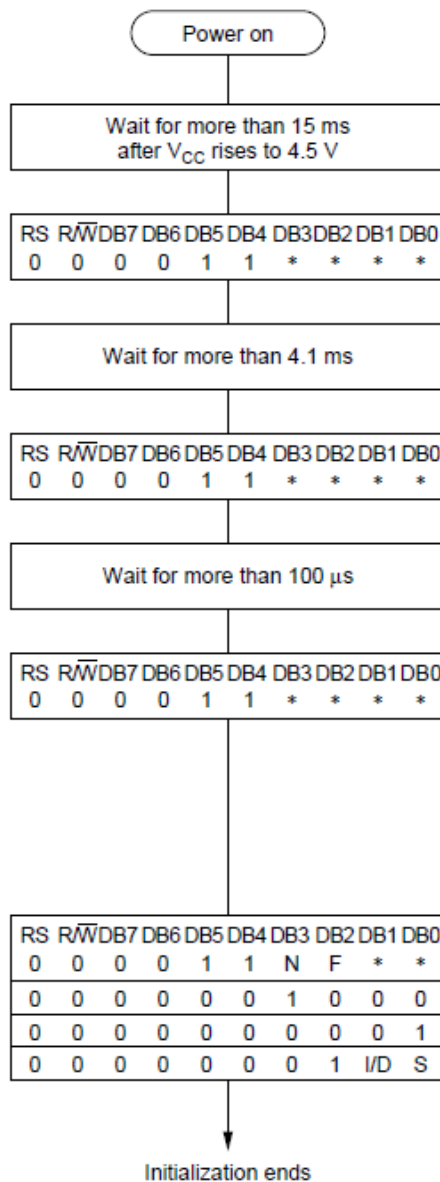 Power on
Wait for more than 15 ms
after VCC rises to 4.5 V
RS R/W DB7 DB6 DB5 DB4 DB3 DB2 DB1 DB0
0 0 0 0 1 1 * * * *
Wait for more than 4.1 ms
RS R/W DB7 DB6 DB5 DB4 DB3 DB2 DB1 DB0
0 0 0 0 1 1 * * * *
Wait for more than 100 μs
RS R/W DB7 DB6 DB5 DB4 DB3 DB2 DB1 DB0
0 0 0 0 1 1 * * * *
RS R/W DB7 DB6 DB5 DB4 DB3 DB2 DB1 DB0
0 0 0 0 1 1 N F * *
0 0 0 0 0 0 1 0 0 0
0 0 0 0 0 0 0 0 0 1
0 0 0 0 0 0 0 1 I/D S
Initialization ends